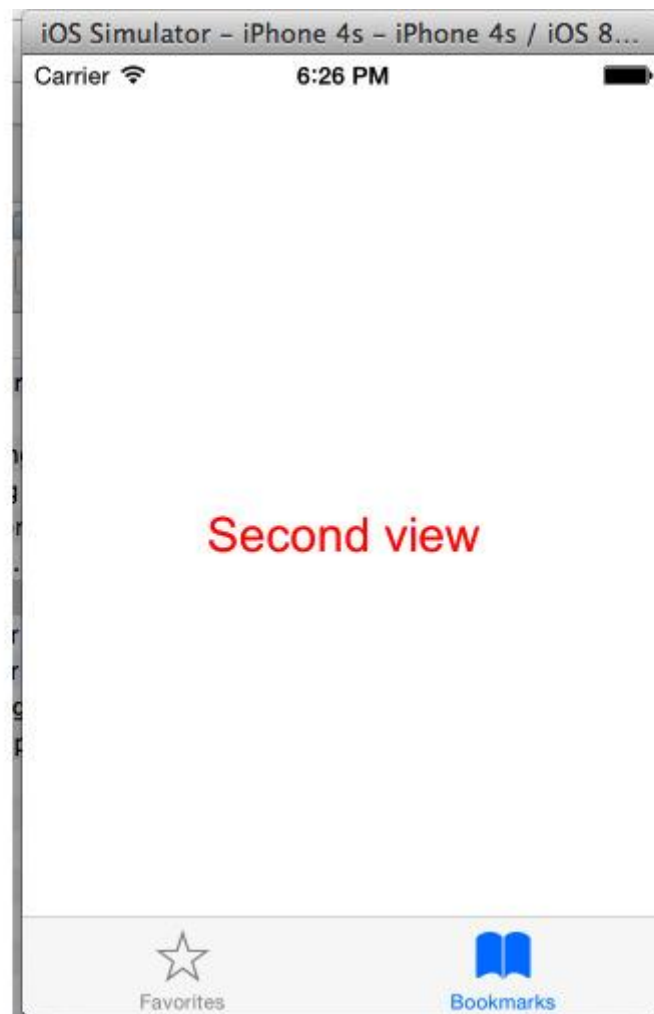 iOS Simulator – iPhone 4s – iPhone 4s / iOS 8...
Carrier 6:26 PM
Second view
Favorites Bookmarks